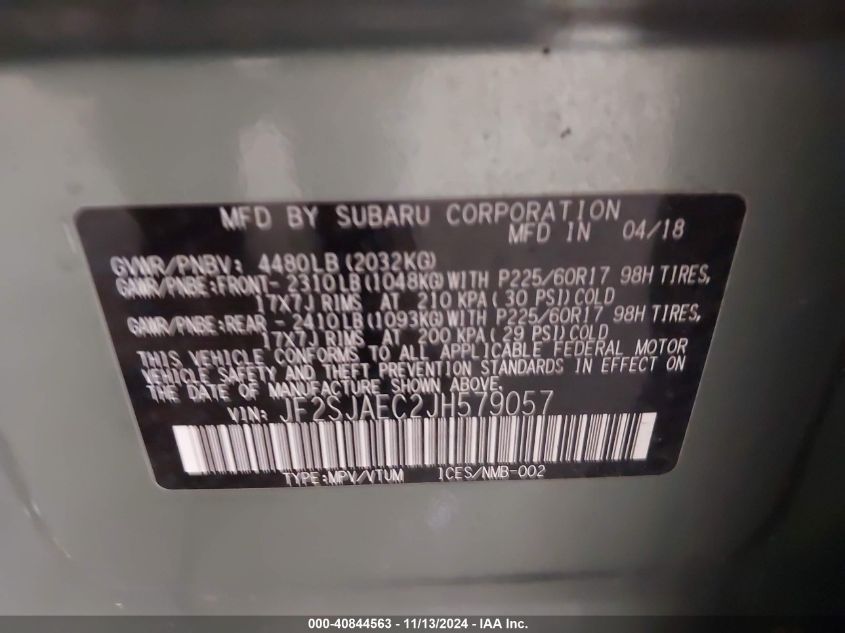 MFD BY SUBARU CORPORATION
MFD IN 04/18
GVWR/PNBV: 4480LB (2032KG)
GAWR/PNBE:FRONT- 2310LB (1048KG) WITH P225/60R17 98H TIRES,
17X7J RIMS AT 210 KPA ( 30 PSI) COLD
GAWR/PNBE:REAR - 2410LB (1093KG) WITH P225/60R17 98H TIRES,
17X7J RIMS AT 200 KPA ( 29 PSI) COLD
THIS VEHICLE CONFORMS TO ALL APPLICABLE FEDERAL MOTOR
VEHICLE SAFETY AND THEFT PREVENTION STANDARDS IN EFFECT ON
THE DATE OF MANUFACTURE SHOWN ABOVE.
VIN: JF2SJAEC2JH579057
TYPE:MPV/VTUM ICES/NMB-002
000-40844563 - 11/13/2024 - IAA Inc.